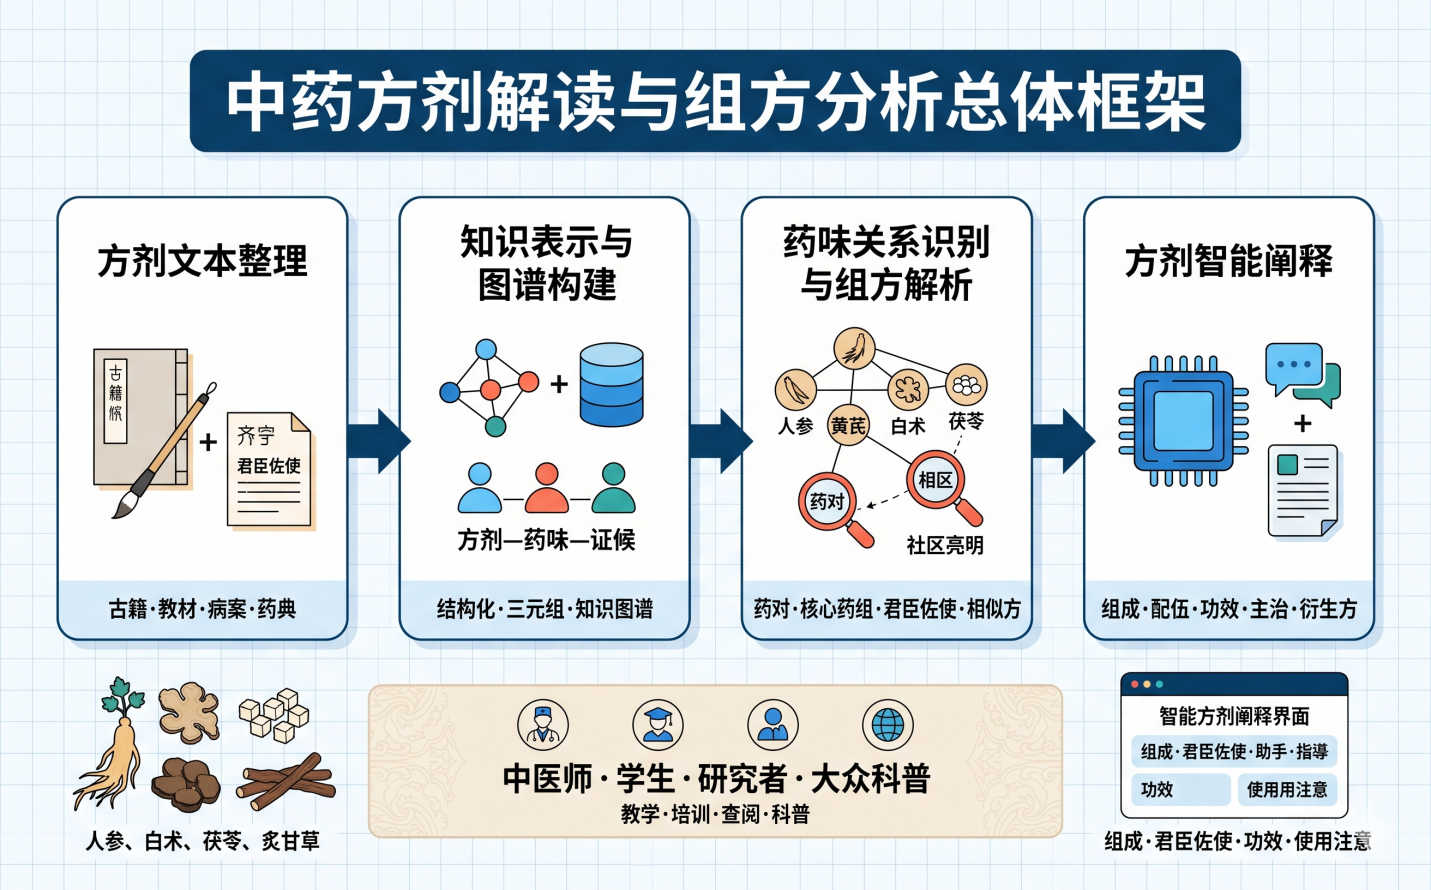 中药方剂解读与组方分析总体框架
方剂文本整理
古籍
齐字
君臣佐使
古籍·教材·病案·药典
知识表示与
图谱构建
方剂—药味—证候
结构化·三元组·知识图谱
药味关系识别
与组方解析
人参
黄芪
白术
茯苓
药对
相区
社区亮明
药对·核心药组·君臣佐使·相似方
方剂智能阐释
组成·配伍·功效·主治·衍生方
人参、白术、茯苓、炙甘草
中医师·学生·研究者·大众科普
教学·培训·查阅·科普
智能方剂阐释界面
组成·君臣佐使·助手·指導
功效
使用用注意
组成·君臣佐使·功效·使用注意